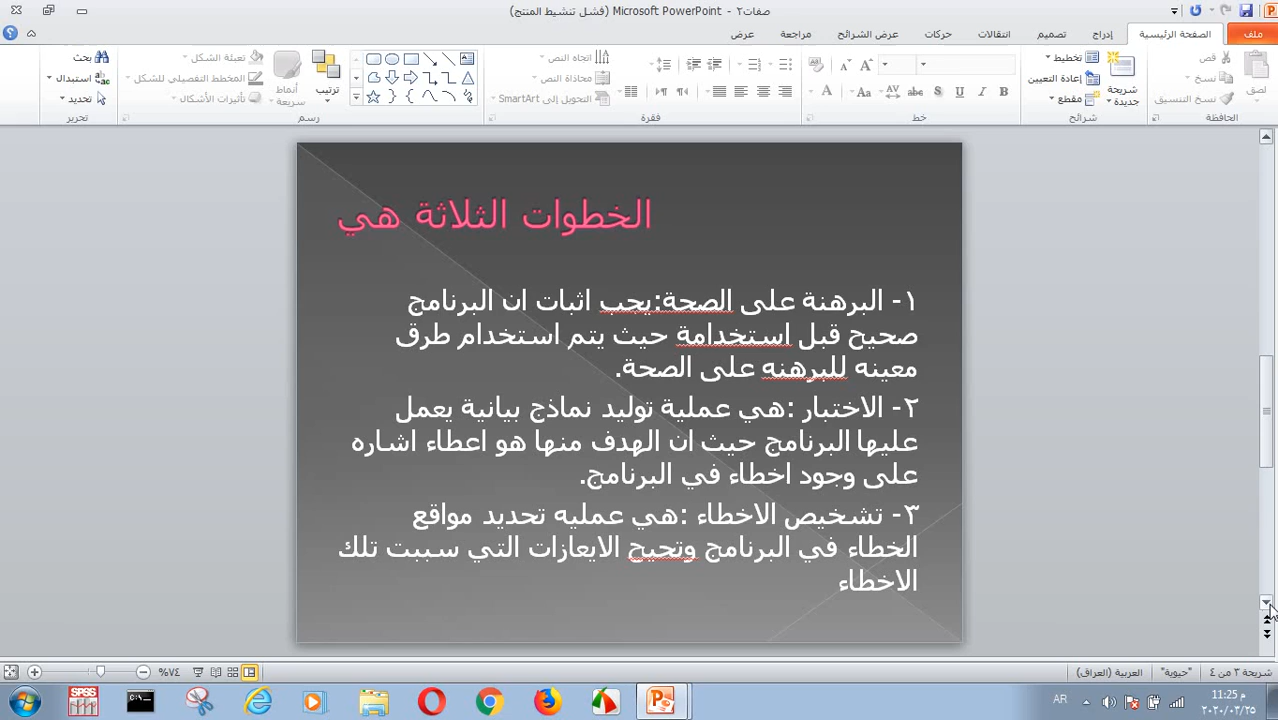 صفات٢ - Microsoft PowerPoint (فشل تنشيط المنتج)
ملف الصفحة الرئيسية إدراج تصميم انتقالات حركات عرض الشرائح مراجعة عرض
لصق
قص
نسخ
نسخ التنسيق
الحافظة
شريحة جديدة
تخطيط
إعادة التعيين
مقطع
شرائح
خط
اتجاه النص
محاذاة النص
التحويل إلى SmartArt
فقرة
ترتيب
أنماط سريعة
تعبئة الشكل
المخطط التفصيلي للشكل
تأثيرات الأشكال
رسم
بحث
استبدال
تحديد
تحرير
الخطوات الثلاثة هي
١- البرهنة على الصحة:يجب اثبات ان البرنامج
صحيح قبل استخدامة حيث يتم استخدام طرق
معينه للبرهنه على الصحة.
٢- الاختبار :هي عملية توليد نماذج بيانية يعمل
عليها البرنامج حيث ان الهدف منها هو اعطاء اشاره
على وجود اخطاء في البرنامج.
٣- تشخيص الاخطاء :هي عمليه تحديد مواقع
الخطاء في البرنامج وتحيح الايعازات التي سببت تلك
الاخطاء
شريحة ٣ من ٤ "حيوية" العربية (العراق) ٧٤%
SPSS
AR
11:25 م
٢٠٢٠/٠٣/٢٥